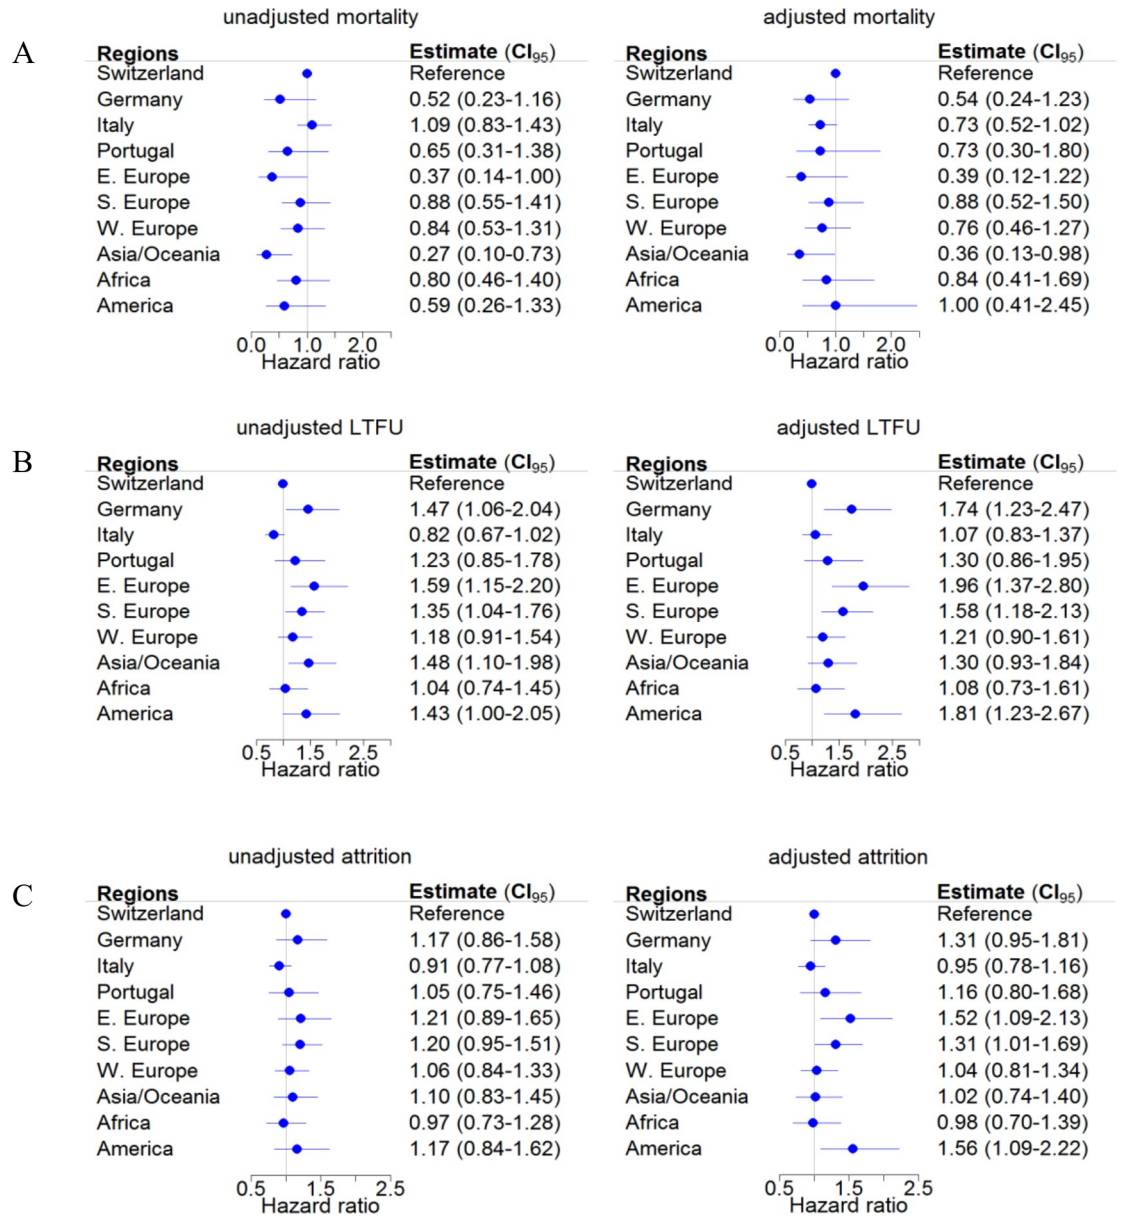 unadjusted mortality
A
Regions Estimate (CI95)
Switzerland Reference
Germany 0.52 (0.23-1.16)
Italy 1.09 (0.83-1.43)
Portugal 0.65 (0.31-1.38)
E. Europe 0.37 (0.14-1.00)
S. Europe 0.88 (0.55-1.41)
W. Europe 0.84 (0.53-1.31)
Asia/Oceania 0.27 (0.10-0.73)
Africa 0.80 (0.46-1.40)
America 0.59 (0.26-1.33)
0.0 1.0 2.0
Hazard ratio
adjusted mortality
Regions Estimate (CI95)
Switzerland Reference
Germany 0.54 (0.24-1.23)
Italy 0.73 (0.52-1.02)
Portugal 0.73 (0.30-1.80)
E. Europe 0.39 (0.12-1.22)
S. Europe 0.88 (0.52-1.50)
W. Europe 0.76 (0.46-1.27)
Asia/Oceania 0.36 (0.13-0.98)
Africa 0.84 (0.41-1.69)
America 1.00 (0.41-2.45)
0.0 1.0 2.0
Hazard ratio
unadjusted LTFU
B
Regions Estimate (CI95)
Switzerland Reference
Germany 1.47 (1.06-2.04)
Italy 0.82 (0.67-1.02)
Portugal 1.23 (0.85-1.78)
E. Europe 1.59 (1.15-2.20)
S. Europe 1.35 (1.04-1.76)
W. Europe 1.18 (0.91-1.54)
Asia/Oceania 1.48 (1.10-1.98)
Africa 1.04 (0.74-1.45)
America 1.43 (1.00-2.05)
0.5 1.5 2.5
Hazard ratio
adjusted LTFU
Regions Estimate (CI95)
Switzerland Reference
Germany 1.74 (1.23-2.47)
Italy 1.07 (0.83-1.37)
Portugal 1.30 (0.86-1.95)
E. Europe 1.96 (1.37-2.80)
S. Europe 1.58 (1.18-2.13)
W. Europe 1.21 (0.90-1.61)
Asia/Oceania 1.30 (0.93-1.84)
Africa 1.08 (0.73-1.61)
America 1.81 (1.23-2.67)
0.5 1.5 2.5
Hazard ratio
unadjusted attrition
C
Regions Estimate (CI95)
Switzerland Reference
Germany 1.17 (0.86-1.58)
Italy 0.91 (0.77-1.08)
Portugal 1.05 (0.75-1.46)
E. Europe 1.21 (0.89-1.65)
S. Europe 1.20 (0.95-1.51)
W. Europe 1.06 (0.84-1.33)
Asia/Oceania 1.10 (0.83-1.45)
Africa 0.97 (0.73-1.28)
America 1.17 (0.84-1.62)
0.5 1.5 2.5
Hazard ratio
adjusted attrition
Regions Estimate (CI95)
Switzerland Reference
Germany 1.31 (0.95-1.81)
Italy 0.95 (0.78-1.16)
Portugal 1.16 (0.80-1.68)
E. Europe 1.52 (1.09-2.13)
S. Europe 1.31 (1.01-1.69)
W. Europe 1.04 (0.81-1.34)
Asia/Oceania 1.02 (0.74-1.40)
Africa 0.98 (0.70-1.39)
America 1.56 (1.09-2.22)
0.5 1.5 2.5
Hazard ratio